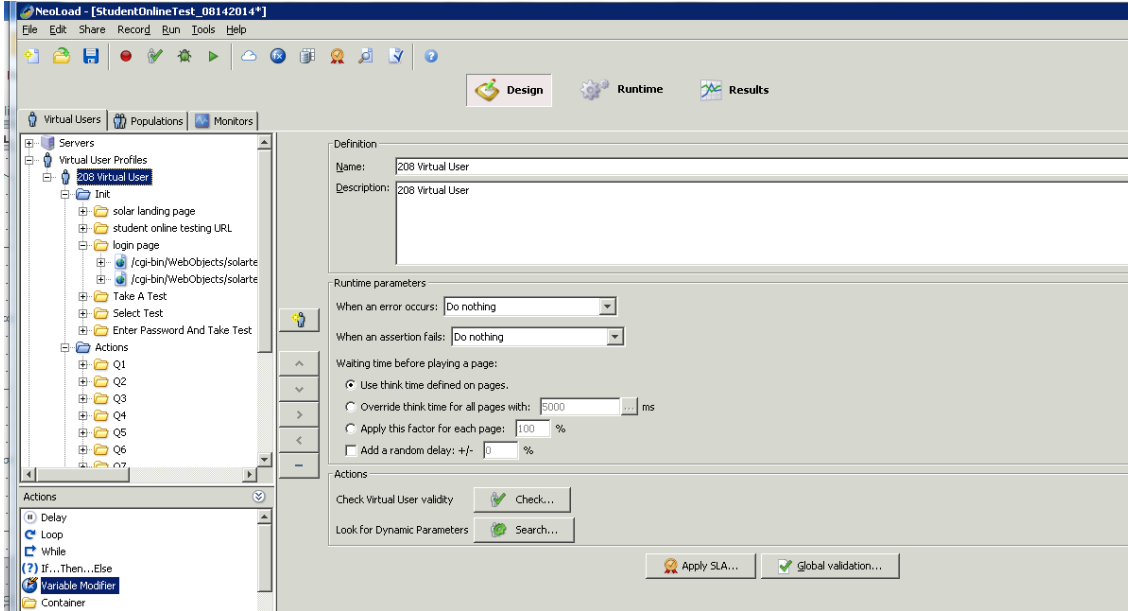 NeoLoad - [StudentOnlineTest_08142014*]
File Edit Share Record Run Tools Help
Design Runtime Results
Virtual Users Populations Monitors
Servers
Virtual User Profiles
208 Virtual User
Init
solar landing page
student online testing URL
login page
/cgi-bin/WebObjects/solarte
/cgi-bin/WebObjects/solarte
Take A Test
Select Test
Enter Password And Take Test
Actions
Q1
Q2
Q3
Q4
Q5
Q6
Q7
Actions
Delay
Loop
While
(?) If...Then...Else
Variable Modifier
Container
Definition
Name: 208 Virtual User
Description: 208 Virtual User
Runtime parameters
When an error occurs: Do nothing
When an assertion fails: Do nothing
Waiting time before playing a page:
Use think time defined on pages.
Override think time for all pages with: 5000 ... ms
Apply this factor for each page: 100 %
Add a random delay: +/- 0 %
Actions
Check Virtual User validity Check...
Look for Dynamic Parameters Search...
Apply SLA... Global validation...